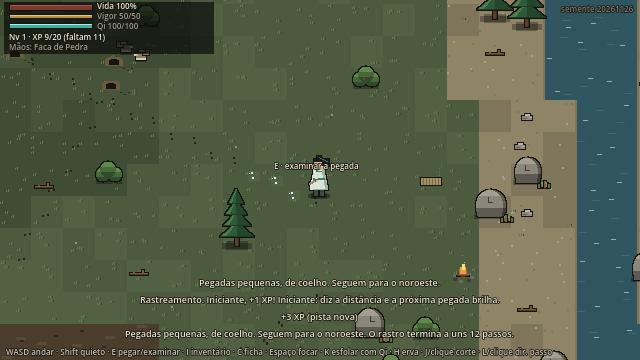 Vida 100%
Vigor 50/50
Qi 100/100
Nv 1 · XP 9/20 (faltam 11)
Mãos: Faca de Pedra
semente 20261126
E · examinar a pegada
Pegadas pequenas, de coelho. Seguem para o noroeste.
Rastreamento: Iniciante, +1 XP! Iniciante: diz a distância e a próxima pegada brilha.
+3 XP (pista nova)
Pegadas pequenas, de coelho. Seguem para o noroeste. O rastro termina a uns 12 passos.
WASD andar · Shift quieto · E pegar/examinar · I inventário · C ficha · Espaço focar · K esfolar com Qi · H erva · J/clique corte · L/clique dir. passo